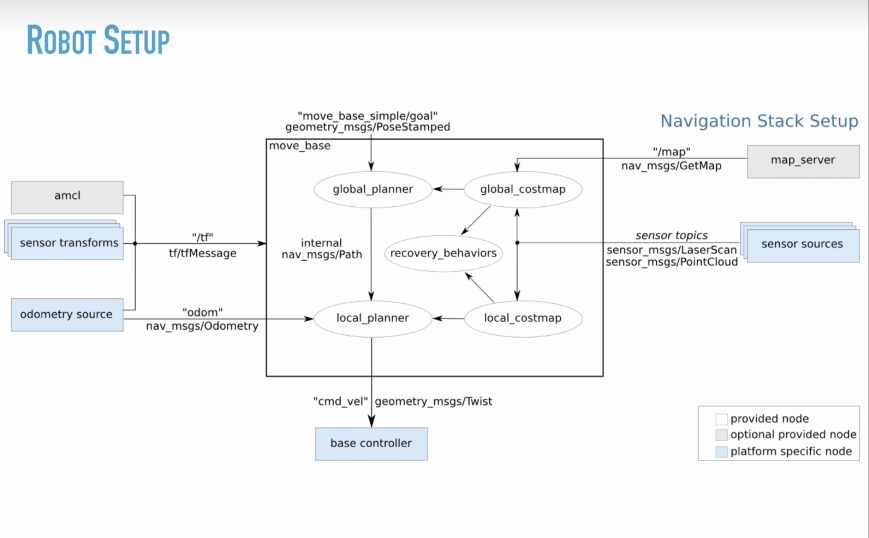 ROBOT SETUP
"move_base_simple/goal"
geometry_msgs/PoseStamped
Navigation Stack Setup
move_base
"/map"
nav_msgs/GetMap
map_server
global_planner
global_costmap
amcl
sensor transforms
"/tf"
tf/tfMessage
internal
nav_msgs/Path
recovery_behaviors
sensor topics
sensor_msgs/LaserScan
sensor_msgs/PointCloud
sensor sources
odometry source
"odom"
nav_msgs/Odometry
local_planner
local_costmap
"cmd_vel" geometry_msgs/Twist
base controller
provided node
optional provided node
platform specific node